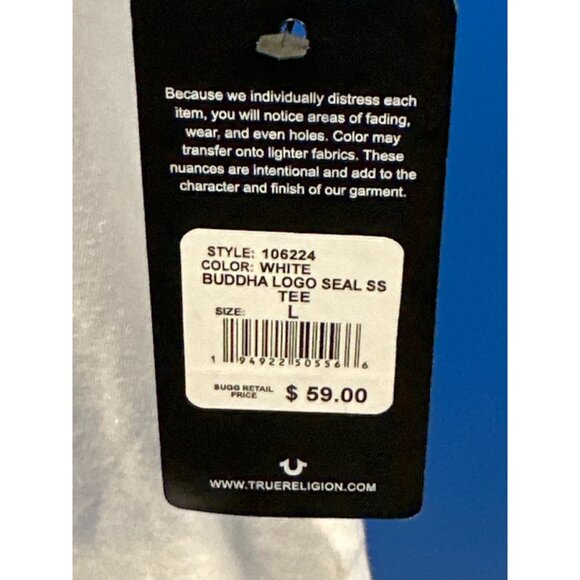 Because we individually distress each
item, you will notice areas of fading,
wear, and even holes. Color may
transfer onto lighter fabrics. These
nuances are intentional and add to the
character and finish of our garment.
STYLE: 106224
COLOR: WHITE
BUDDHA LOGO SEAL SS
TEE
SIZE: L
1 94922 50556 6
SUGG RETAIL
PRICE $ 59.00
WWW.TRUERELIGION.COM